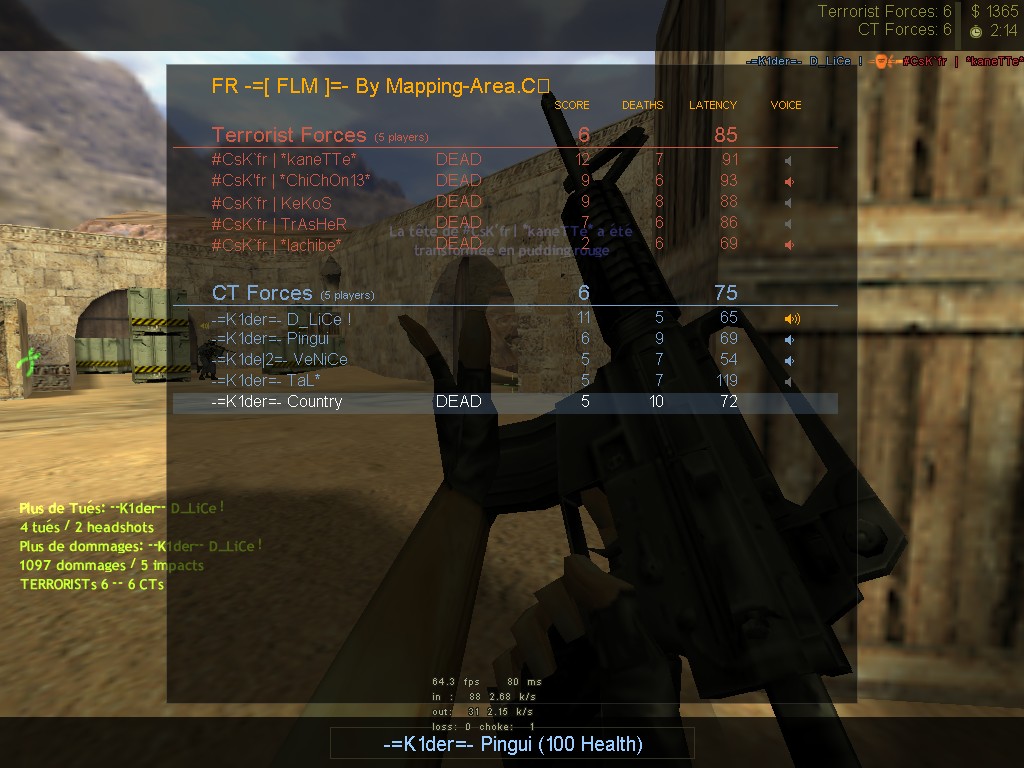 Terrorist Forces: 6 $ 1365
CT Forces: 6 2:14
-=K1der=- D_LiCe ! #CsK'fr | *kaneTTe*
FR -=[ FLM ]=- By Mapping-Area.C
SCORE DEATHS LATENCY VOICE
Terrorist Forces (5 players) 6 85
#CsK'fr | *kaneTTe* DEAD 12 7 91
#CsK'fr | *ChiChOn13* DEAD 9 6 93
#CsK'fr | KeKoS DEAD 9 8 88
#CsK'fr | TrAsHeR DEAD 7 6 86
#CsK'fr | *lachibe* DEAD 2 6 69
La tête de #CsK'fr | *kaneTTe* a été
transformée en pudding rouge
CT Forces (5 players) 6 75
-=K1der=- D_LiCe ! 11 5 65
-=K1der=- Pingui 6 9 69
-=K1de|2=- VeNiCe 5 7 54
-=K1der=- TaL* 5 7 119
-=K1der=- Country DEAD 5 10 72
Plus de Tués: -=K1der=- D_LiCe !
4 tués / 2 headshots
Plus de dommages: -=K1der=- D_LiCe !
1097 dommages / 5 impacts
TERRORISTs 6 -- 6 CTs
64.3 fps 80 ms
in : 88 2.68 k/s
out: 31 2.15 k/s
loss: 0 choke: 1
-=K1der=- Pingui (100 Health)